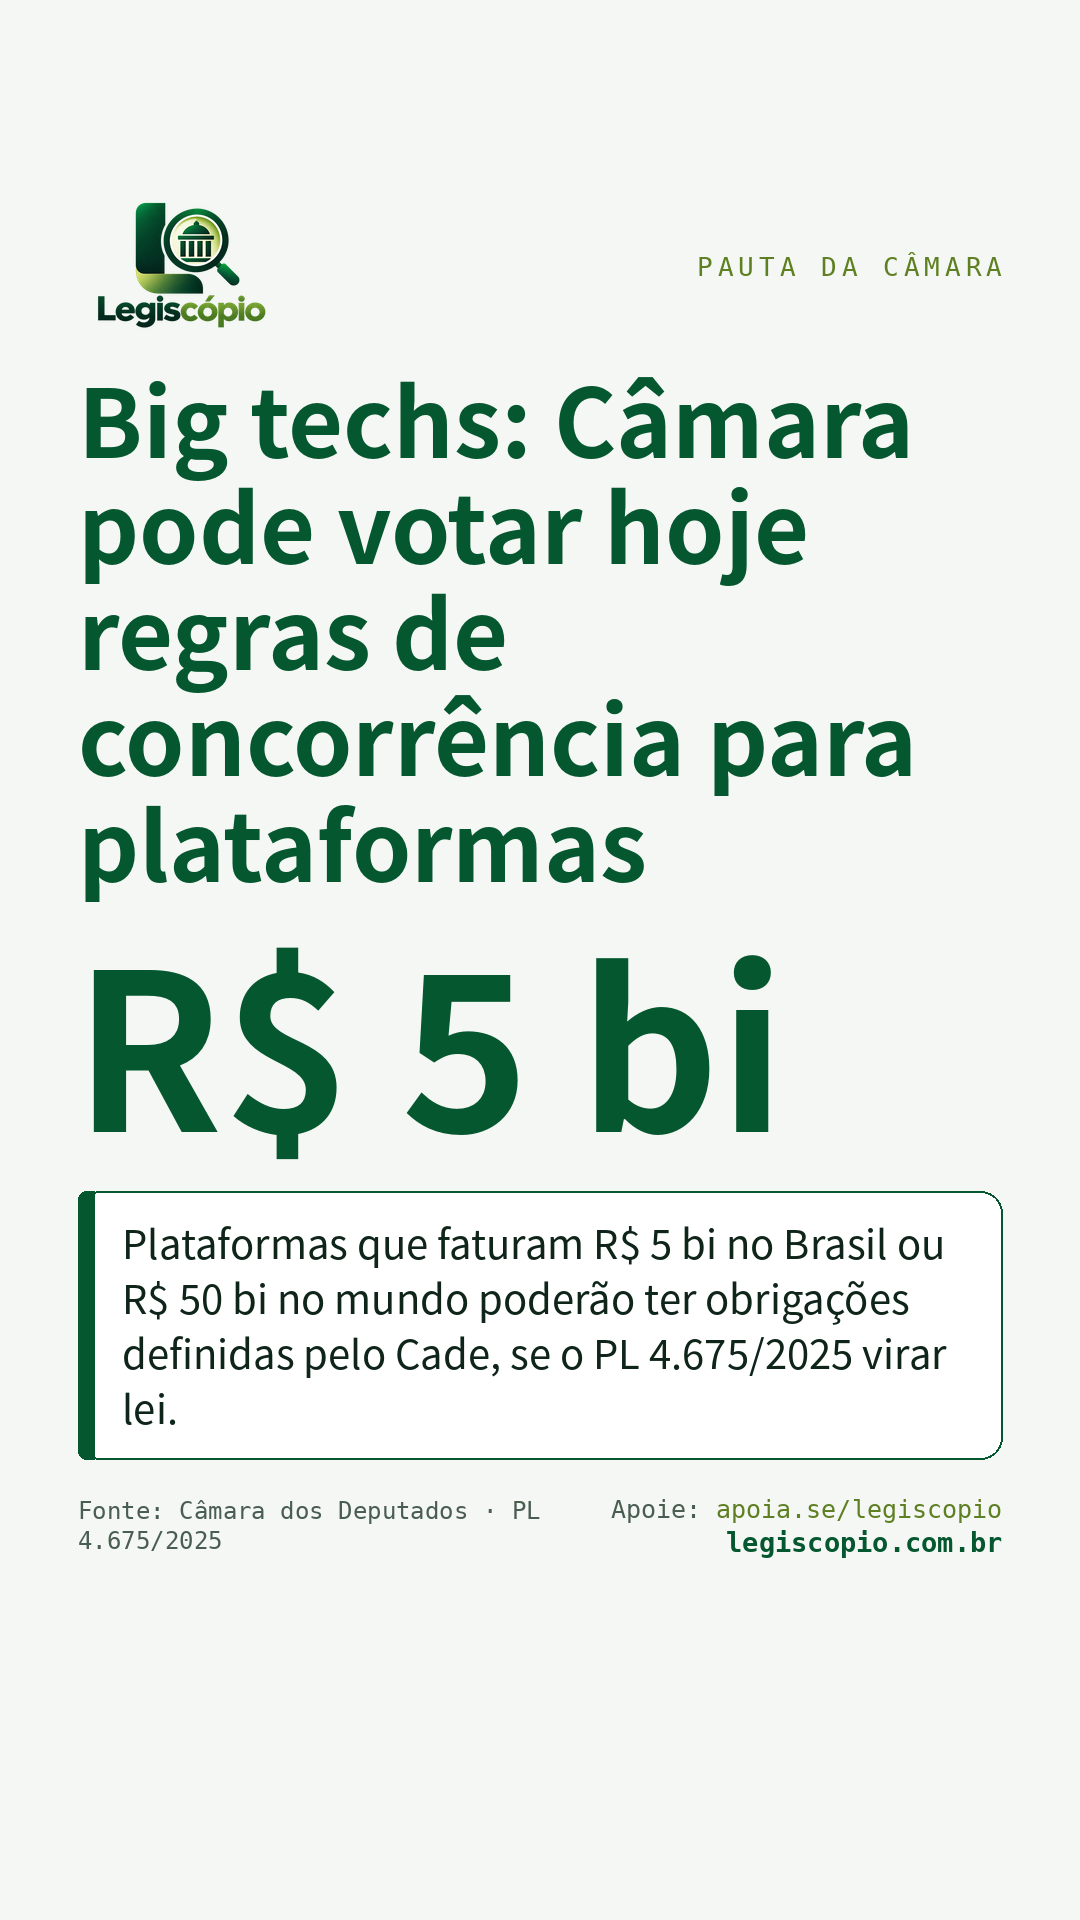 Legiscópio
PAUTA DA CÂMARA
Big techs: Câmara
pode votar hoje
regras de
concorrência para
plataformas
R$ 5 bi
Plataformas que faturam R$ 5 bi no Brasil ou
R$ 50 bi no mundo poderão ter obrigações
definidas pelo Cade, se o PL 4.675/2025 virar
lei.
Fonte: Câmara dos Deputados · PL
4.675/2025
Apoie: apoia.se/legiscopio
legiscopio.com.br